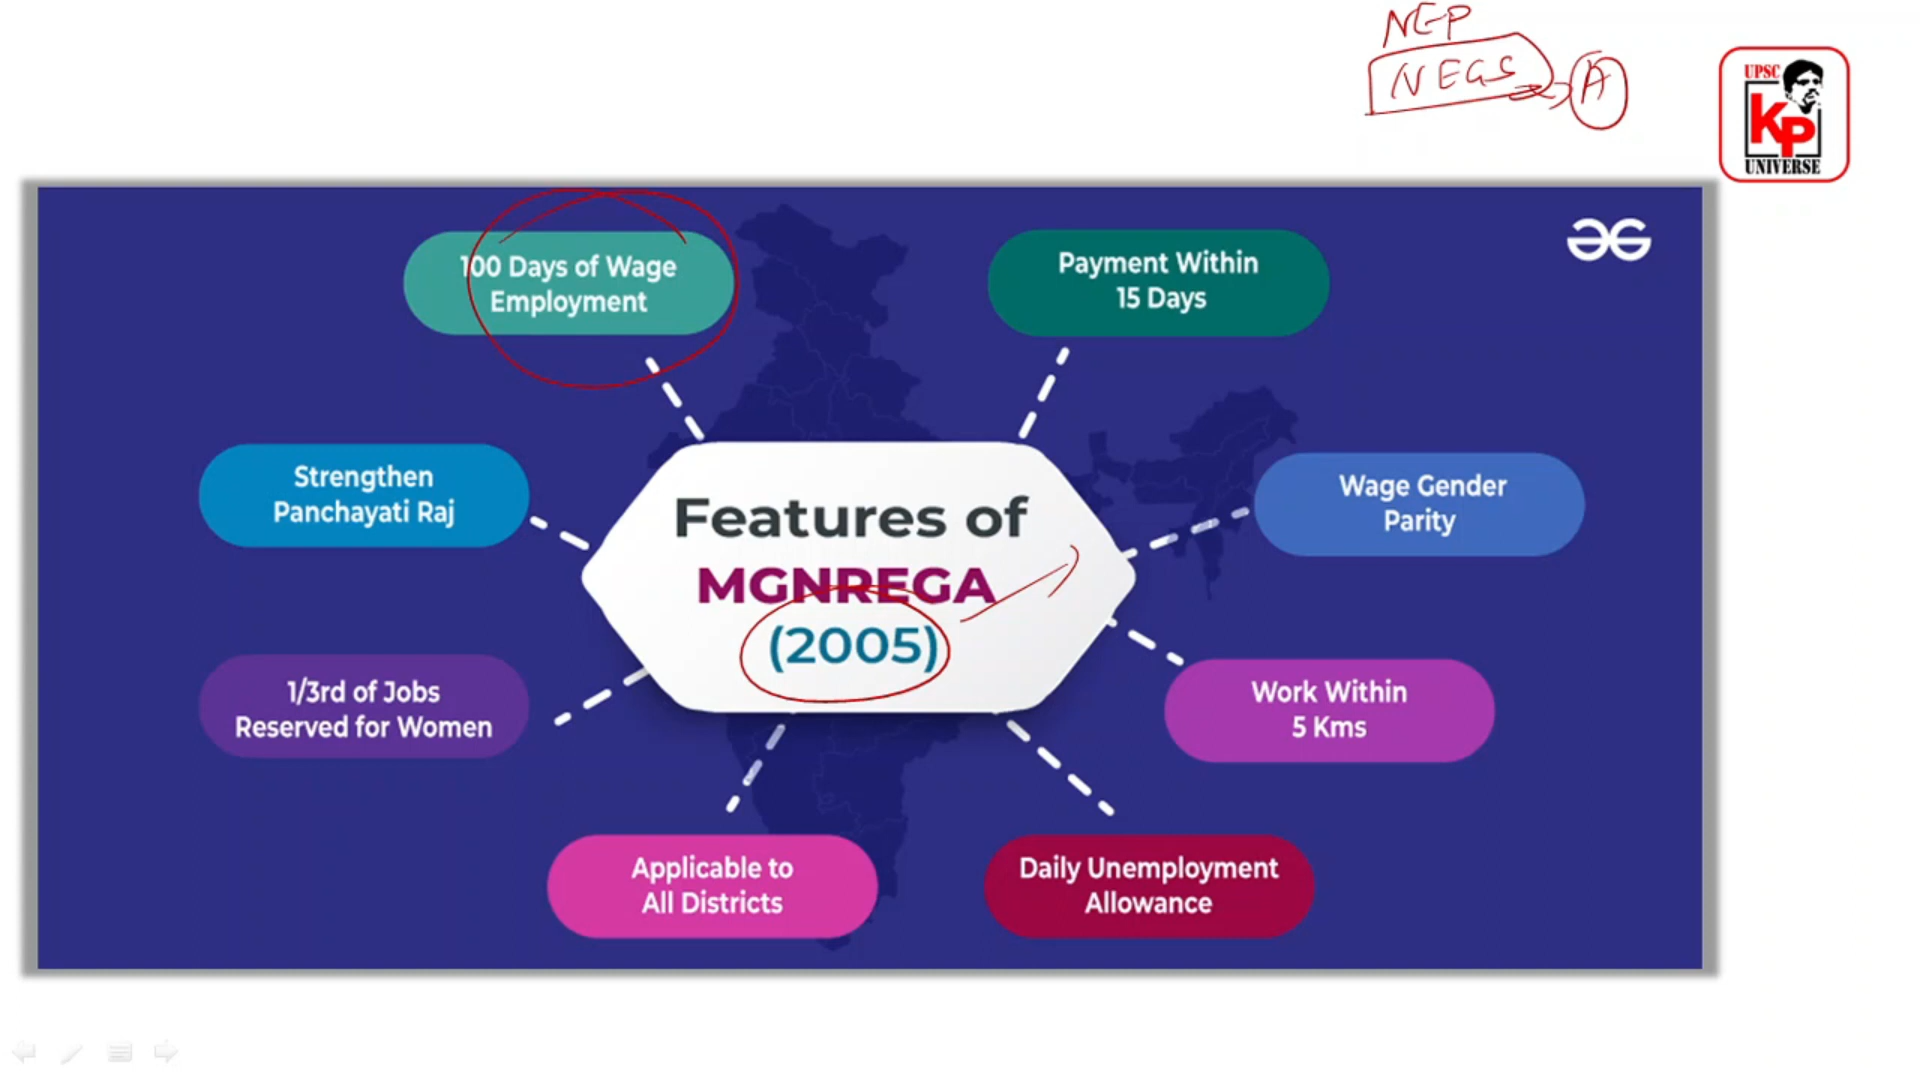 NEP
NEGS → A
UPSC
KP
UNIVERSE
100 Days of Wage
Employment
Payment Within
15 Days
Strengthen
Panchayati Raj
Wage Gender
Parity
Features of
MGNREGA
(2005)
1/3rd of Jobs
Reserved for Women
Work Within
5 Kms
Applicable to
All Districts
Daily Unemployment
Allowance